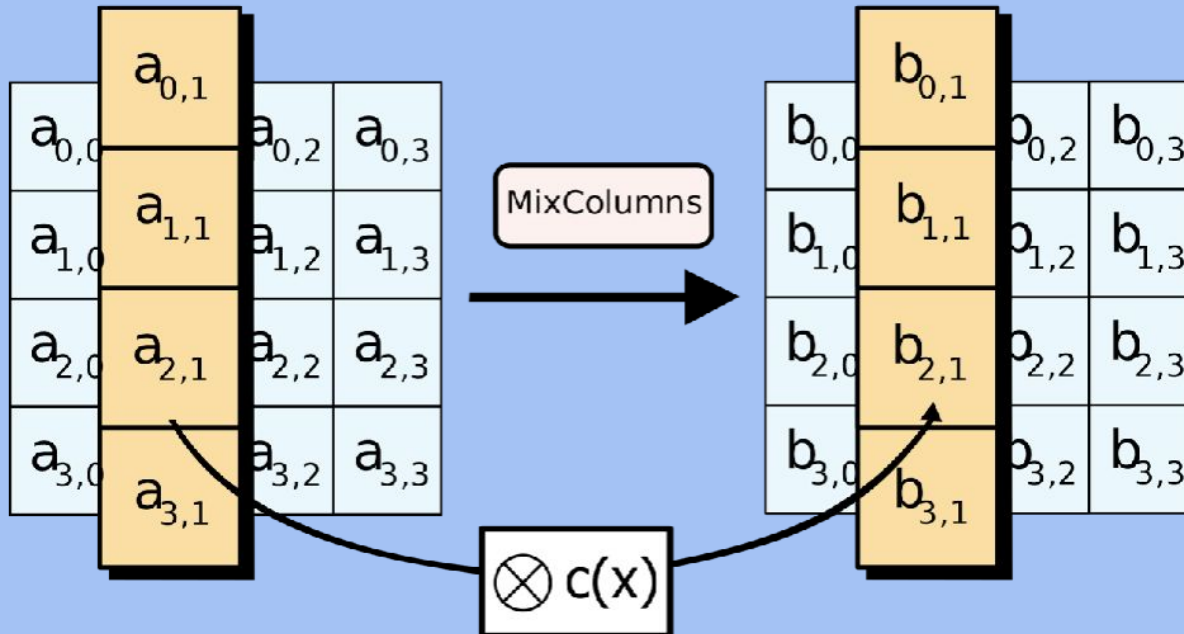 a0,1
a0,0 a0,2 a0,3
a1,1
a1,0 a1,2 a1,3
a2,1
a2,0 a2,2 a2,3
a3,1
a3,0 a3,2 a3,3
MixColumns
b0,1
b0,0 b0,2 b0,3
b1,1
b1,0 b1,2 b1,3
b2,1
b2,0 b2,2 b2,3
b3,1
b3,0 b3,2 b3,3
⊗ c(x)